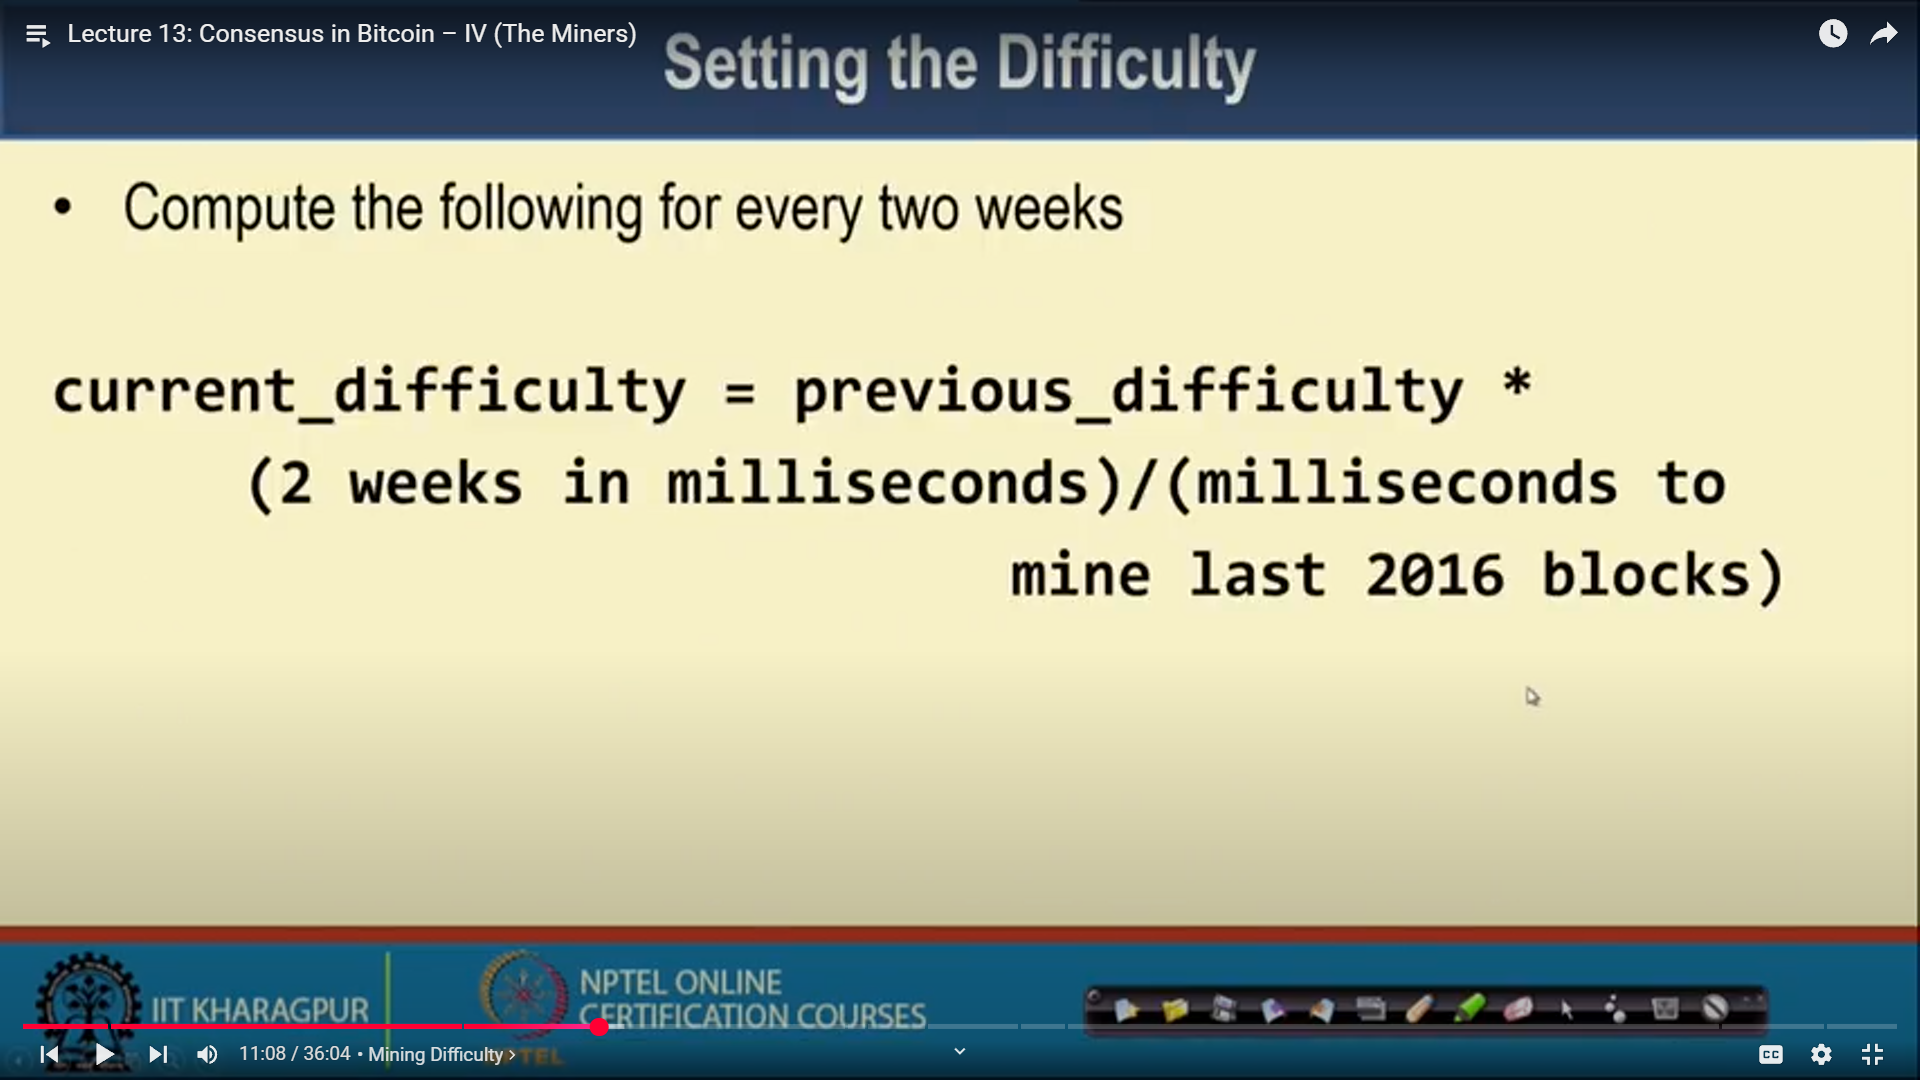 Lecture 13: Consensus in Bitcoin – IV (The Miners)
Setting the Difficulty
• Compute the following for every two weeks
current_difficulty = previous_difficulty *
(2 weeks in milliseconds)/(milliseconds to
mine last 2016 blocks)
IIT KHARAGPUR
NPTEL ONLINE
CERTIFICATION COURSES
NPTEL
11:08 / 36:04 • Mining Difficulty ›
CC